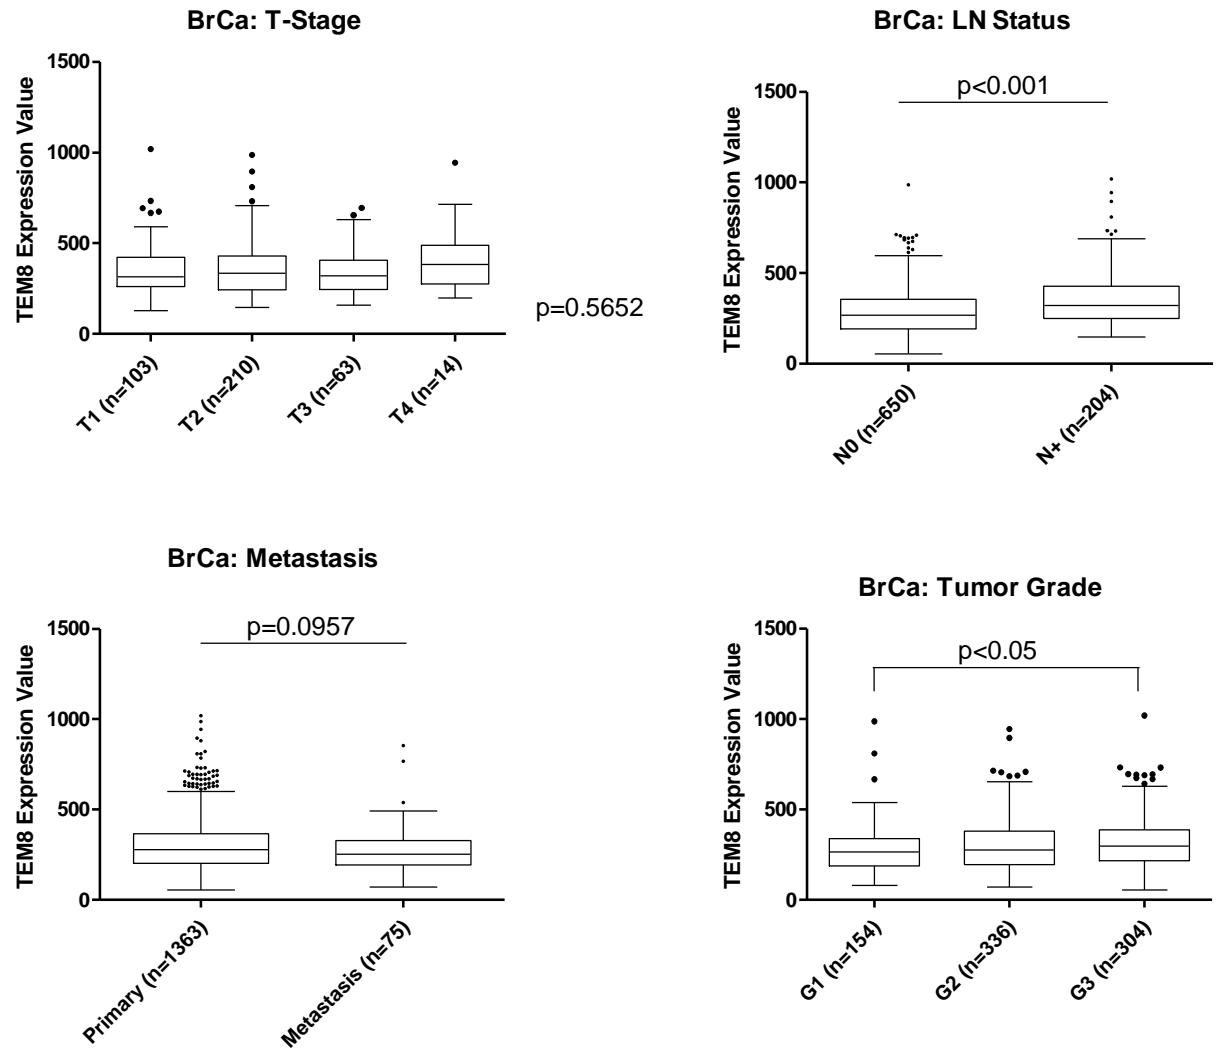 BrCa: T-Stage
TEM8 Expression Value
1500
1000
500
0
T1 (n=103)
T2 (n=210)
T3 (n=63)
T4 (n=14)
p=0.5652
BrCa: LN Status
p<0.001
TEM8 Expression Value
1500
1000
500
0
N0 (n=650)
N+ (n=204)
BrCa: Metastasis
p=0.0957
TEM8 Expression Value
1500
1000
500
0
Primary (n=1363)
Metastasis (n=75)
BrCa: Tumor Grade
p<0.05
TEM8 Expression Value
1500
1000
500
0
G1 (n=154)
G2 (n=336)
G3 (n=304)